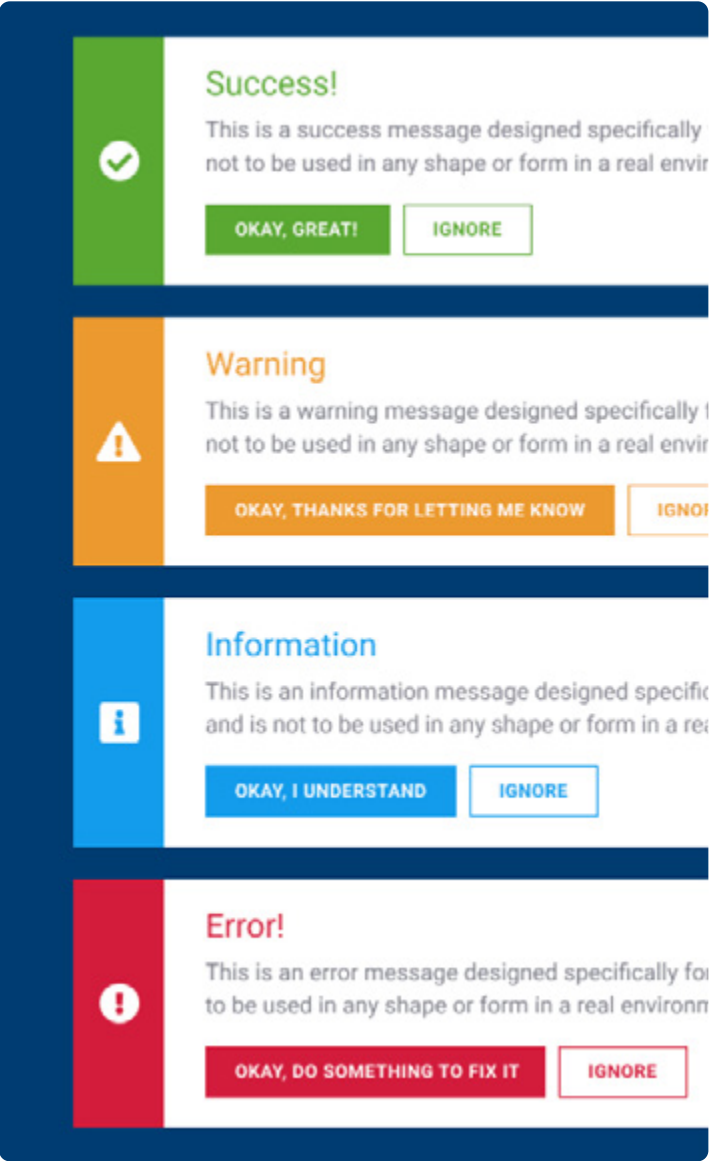 Success!
This is a success message designed specifically
not to be used in any shape or form in a real
OKAY, GREAT! IGNORE
Warning
This is a warning message designed specifically
not to be used in any shape or form in a real
OKAY, THANKS FOR LETTING ME KNOW
Information
This is an information message designed
and is not to be used in any shape or form in a
OKAY, I UNDERSTAND IGNORE
Error!
This is an error message designed specifically for
to be used in any shape or form in a real
OKAY, DO SOMETHING TO FIX IT IGNORE